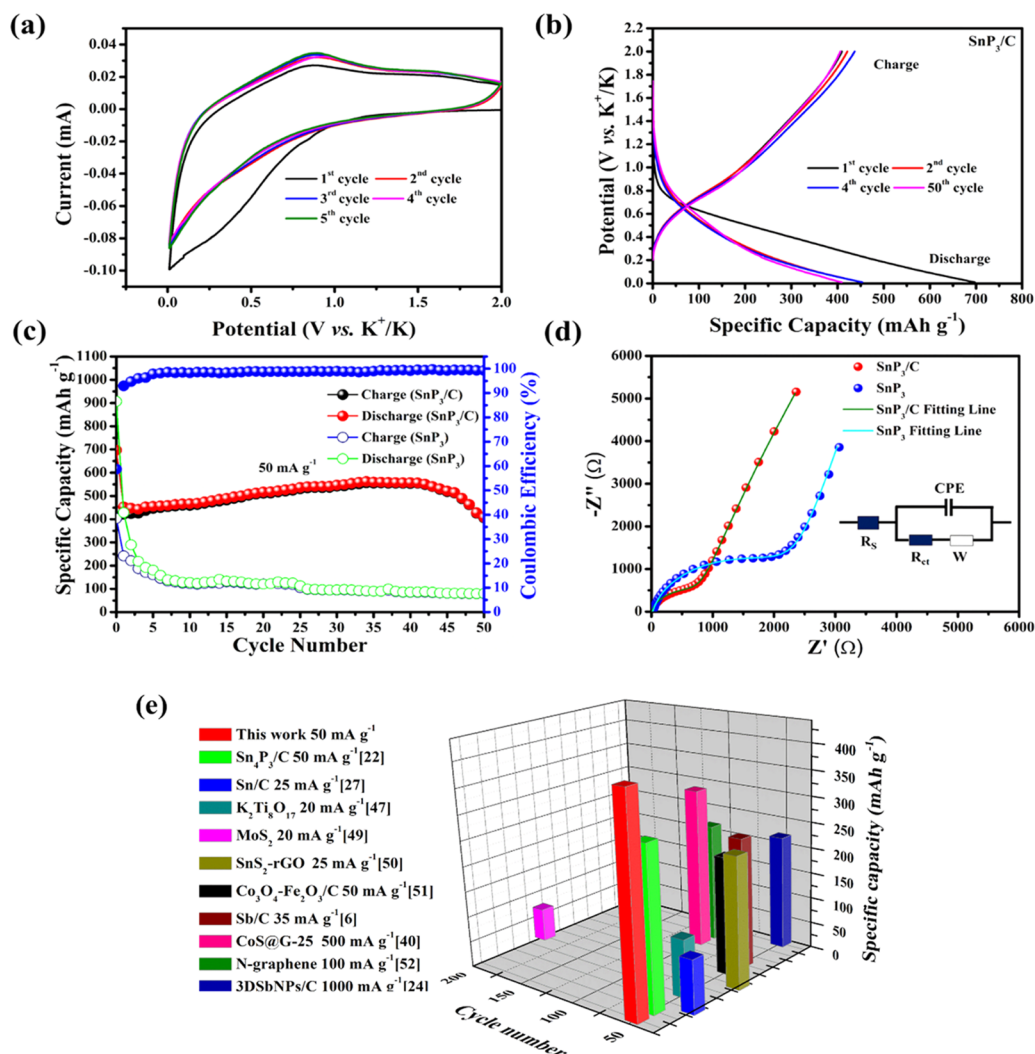 (a)
0.04
0.02
0.00
-0.02
-0.04
-0.06
-0.08
-0.10
Current (mA)
1st cycle 2nd cycle
3rd cycle 4th cycle
5th cycle
0.0 0.5 1.0 1.5 2.0
Potential (V vs. K+/K)
(b)
2.2
2.0
1.8
1.6
1.4
1.2
1.0
0.8
0.6
0.4
0.2
0.0
Potential (V vs. K+/K)
SnP3/C
Charge
1st cycle 2nd cycle
4th cycle 50th cycle
Discharge
0 100 200 300 400 500 600 700 800
Specific Capacity (mAh g-1)
(c)
1100
1000
900
800
700
600
500
400
300
200
100
0
Specific Capacity (mAh g-1)
Charge (SnP3/C)
Discharge (SnP3/C)
Charge (SnP3)
Discharge (SnP3)
50 mA g-1
100
90
80
70
60
50
40
30
20
10
0
Coulombic Efficiency (%)
0 5 10 15 20 25 30 35 40 45 50
Cycle Number
(d)
6000
5000
4000
3000
2000
1000
0
-Z'' (Ω)
SnP3/C
SnP3
SnP3/C Fitting Line
SnP3 Fitting Line
CPE
Rs
Rct
W
0 1000 2000 3000 4000 5000 6000
Z' (Ω)
(e)
This work 50 mA g-1
Sn4P3/C 50 mA g-1[22]
Sn/C 25 mA g-1[27]
K2Ti8O17 20 mA g-1[47]
MoS2 20 mA g-1[49]
SnS2-rGO 25 mA g-1[50]
Co3O4-Fe2O3/C 50 mA g-1[51]
Sb/C 35 mA g-1[6]
CoS@G-25 500 mA g-1[40]
N-graphene 100 mA g-1[52]
3DSbNPs/C 1000 mA g-1[24]
400
350
300
250
200
150
100
50
0
Specific capacity (mAh g-1)
200
150
100
50
Cycle number